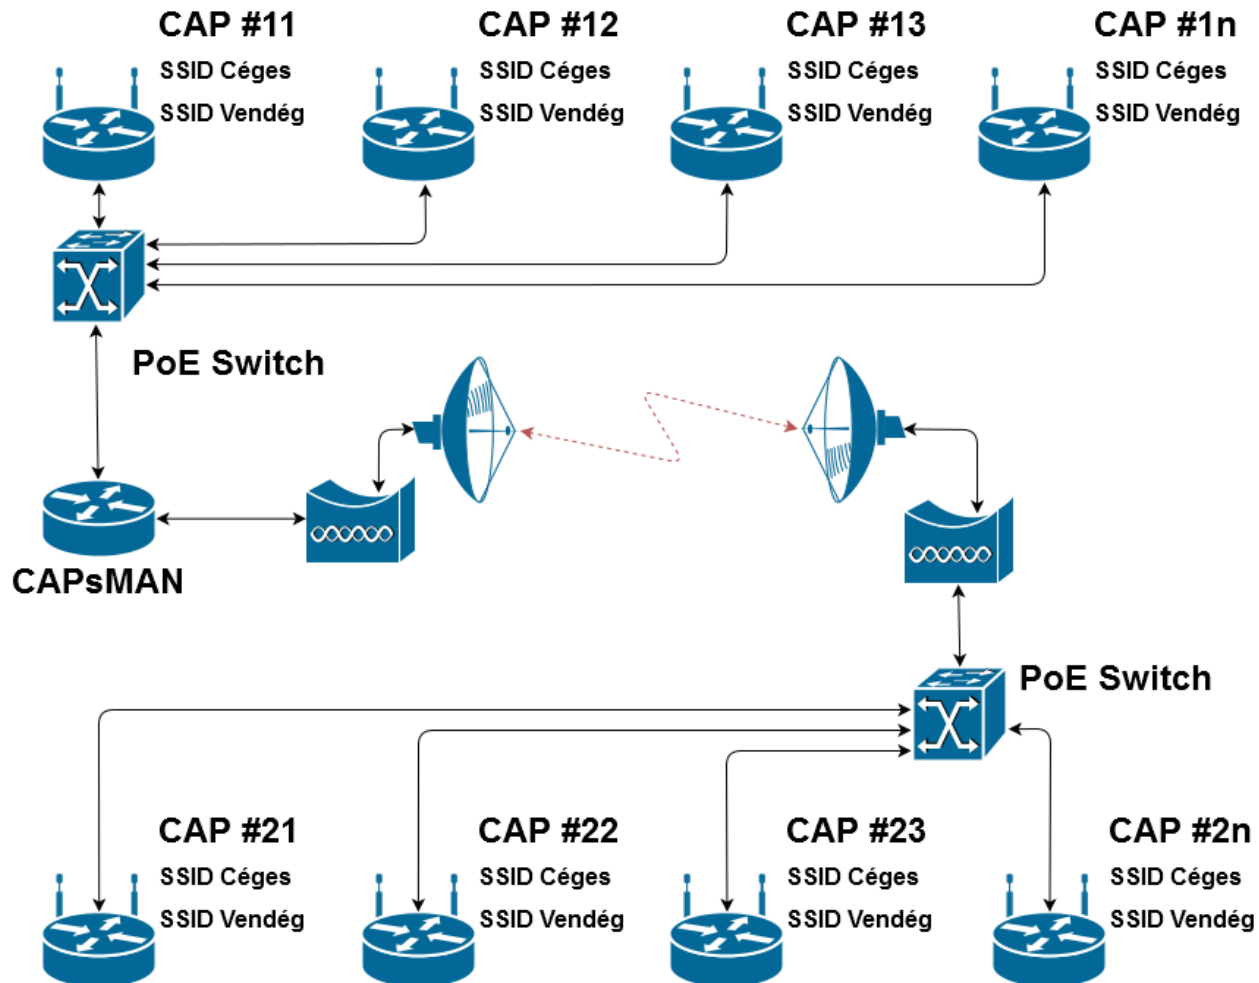 CAP #11
SSID Céges
SSID Vendég
CAP #12
SSID Céges
SSID Vendég
CAP #13
SSID Céges
SSID Vendég
CAP #1n
SSID Céges
SSID Vendég
PoE Switch
CAPsMAN
PoE Switch
CAP #21
SSID Céges
SSID Vendég
CAP #22
SSID Céges
SSID Vendég
CAP #23
SSID Céges
SSID Vendég
CAP #2n
SSID Céges
SSID Vendég